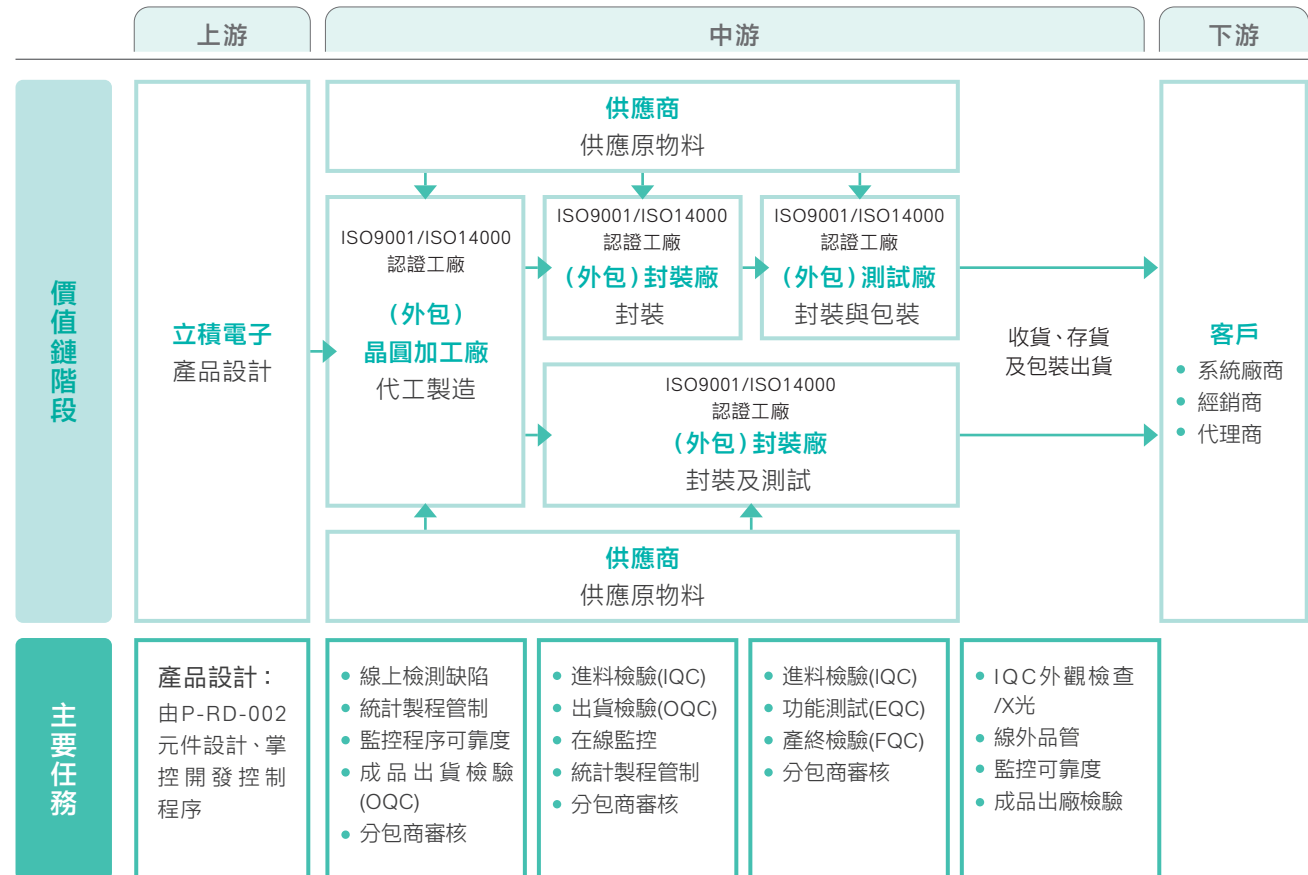 上游
中游
下游
價值鏈階段
立積電子
產品設計
供應商
供應原物料
ISO9001/ISO14000
認證工廠
(外包)
晶圓加工廠
代工製造
ISO9001/ISO14000
認證工廠
(外包)封裝廠
封裝
ISO9001/ISO14000
認證工廠
(外包)測試廠
封裝與包裝
ISO9001/ISO14000
認證工廠
(外包)封裝廠
封裝及測試
供應商
供應原物料
收貨、存貨
及包裝出貨
客戶
• 系統廠商
• 經銷商
• 代理商
主要任務
產品設計：
由P-RD-002
元件設計、掌
控開發控制
程序
• 線上檢測缺陷
• 統計製程管制
• 監控程序可靠度
• 成品出貨檢驗
(OQC)
• 分包商審核
• 進料檢驗(IQC)
• 出貨檢驗(OQC)
• 在線監控
• 統計製程管制
• 分包商審核
• 進料檢驗(IQC)
• 功能測試(EQC)
• 產終檢驗(FQC)
• 分包商審核
• IQC外觀檢查
/X光
• 線外品管
• 監控可靠度
• 成品出廠檢驗